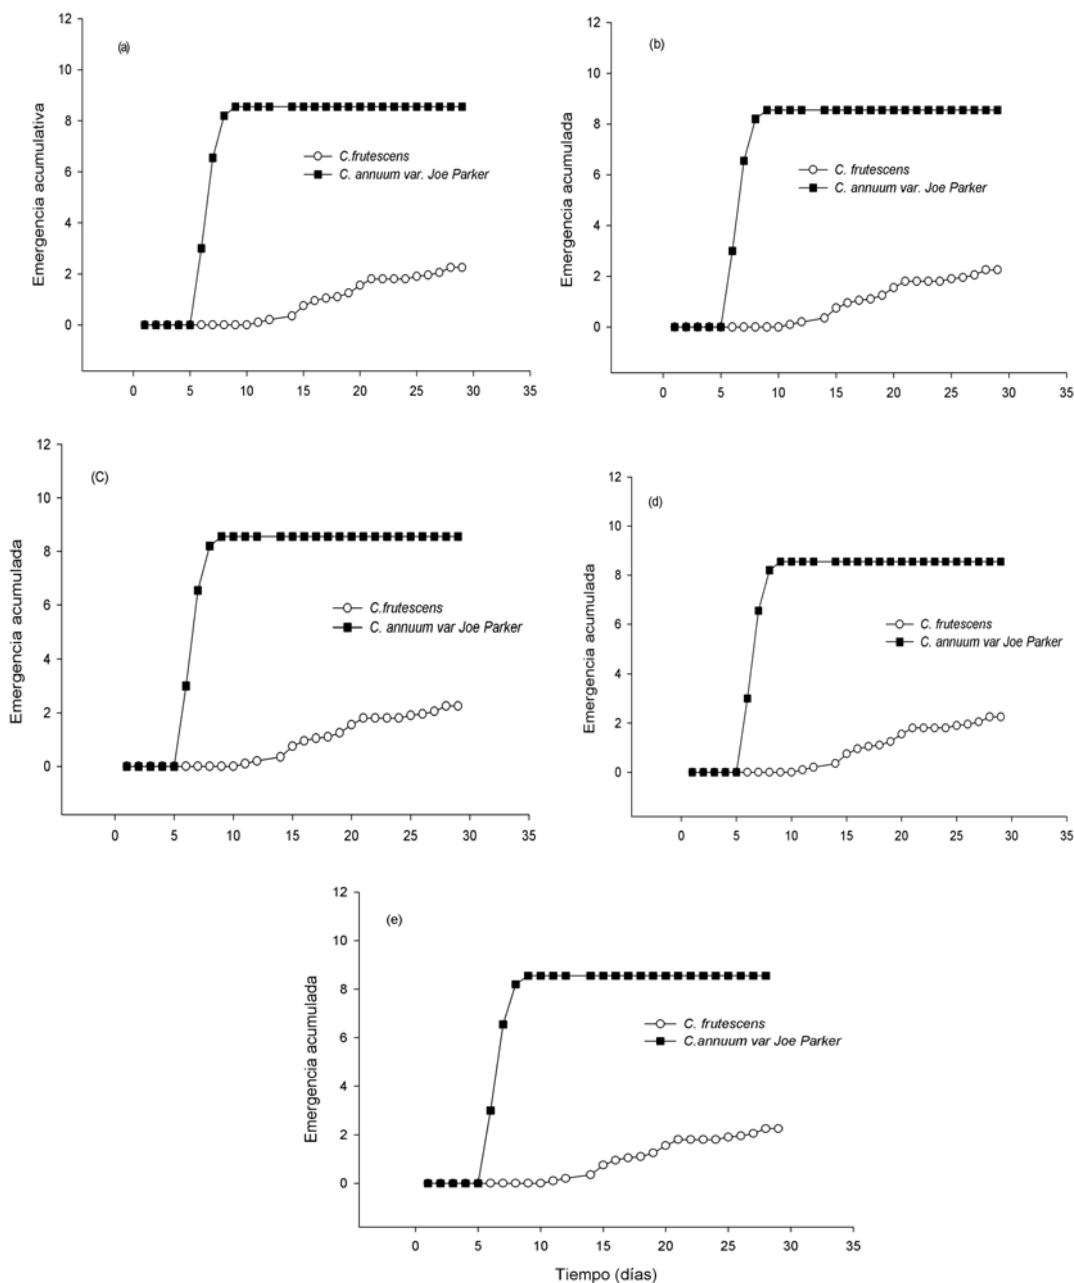 (a)
Emergencia acumulativa
12
10
8
6
4
2
0
C.frutescens
C. annuum var. Joe Parker
0 5 10 15 20 25 30 35
(b)
Emergencia acumulada
12
10
8
6
4
2
0
C. frutescens
C. annuum var. Joe Parker
0 5 10 15 20 25 30 35
(C)
Emergencia acumulada
12
10
8
6
4
2
0
C.frutescens
C. annuum var Joe Parker
0 5 10 15 20 25 30 35
(d)
Emergencia acumulada
12
10
8
6
4
2
0
C. frutescens
C. annuum var Joe Parker
0 5 10 15 20 25 30 35
(e)
Emergencia acumulada
12
10
8
6
4
2
0
C. frutescens
C.annuum var Joe Parker
0 5 10 15 20 25 30 35
Tiempo (días)